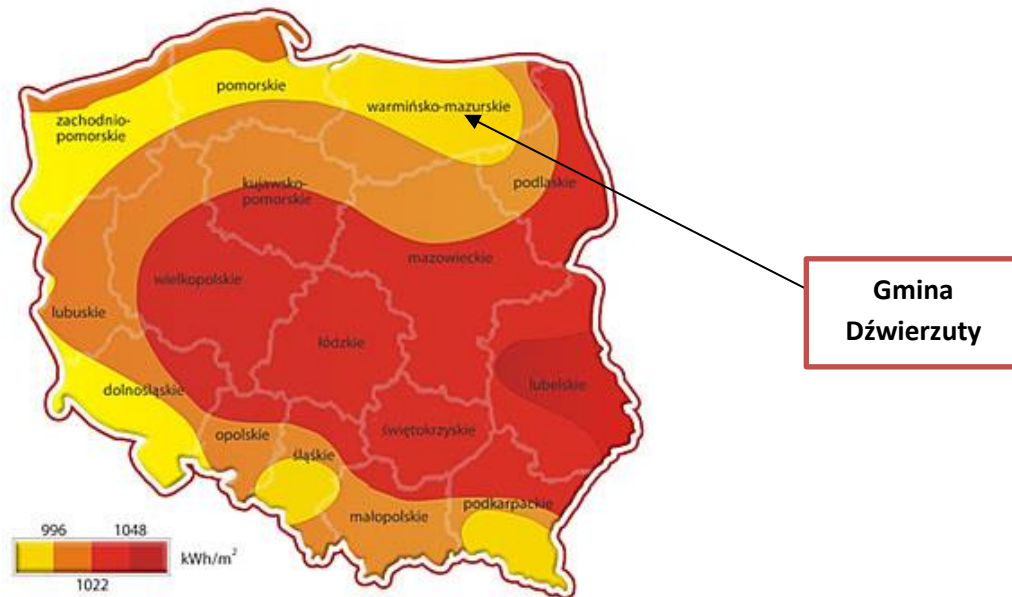 pomorskie
warmińsko-mazurskie
zachodnio-
pomorskie
podlaskie
kujawsko-
pomorskie
mazowieckie
wielkopolskie
Gmina
Dźwierzuty
lubuskie
łódzkie
lubelskie
dolnośląskie
opolskie
świętokrzyskie
śląskie
podkarpackie
małopolskie
996 1048
kWh/m²
1022